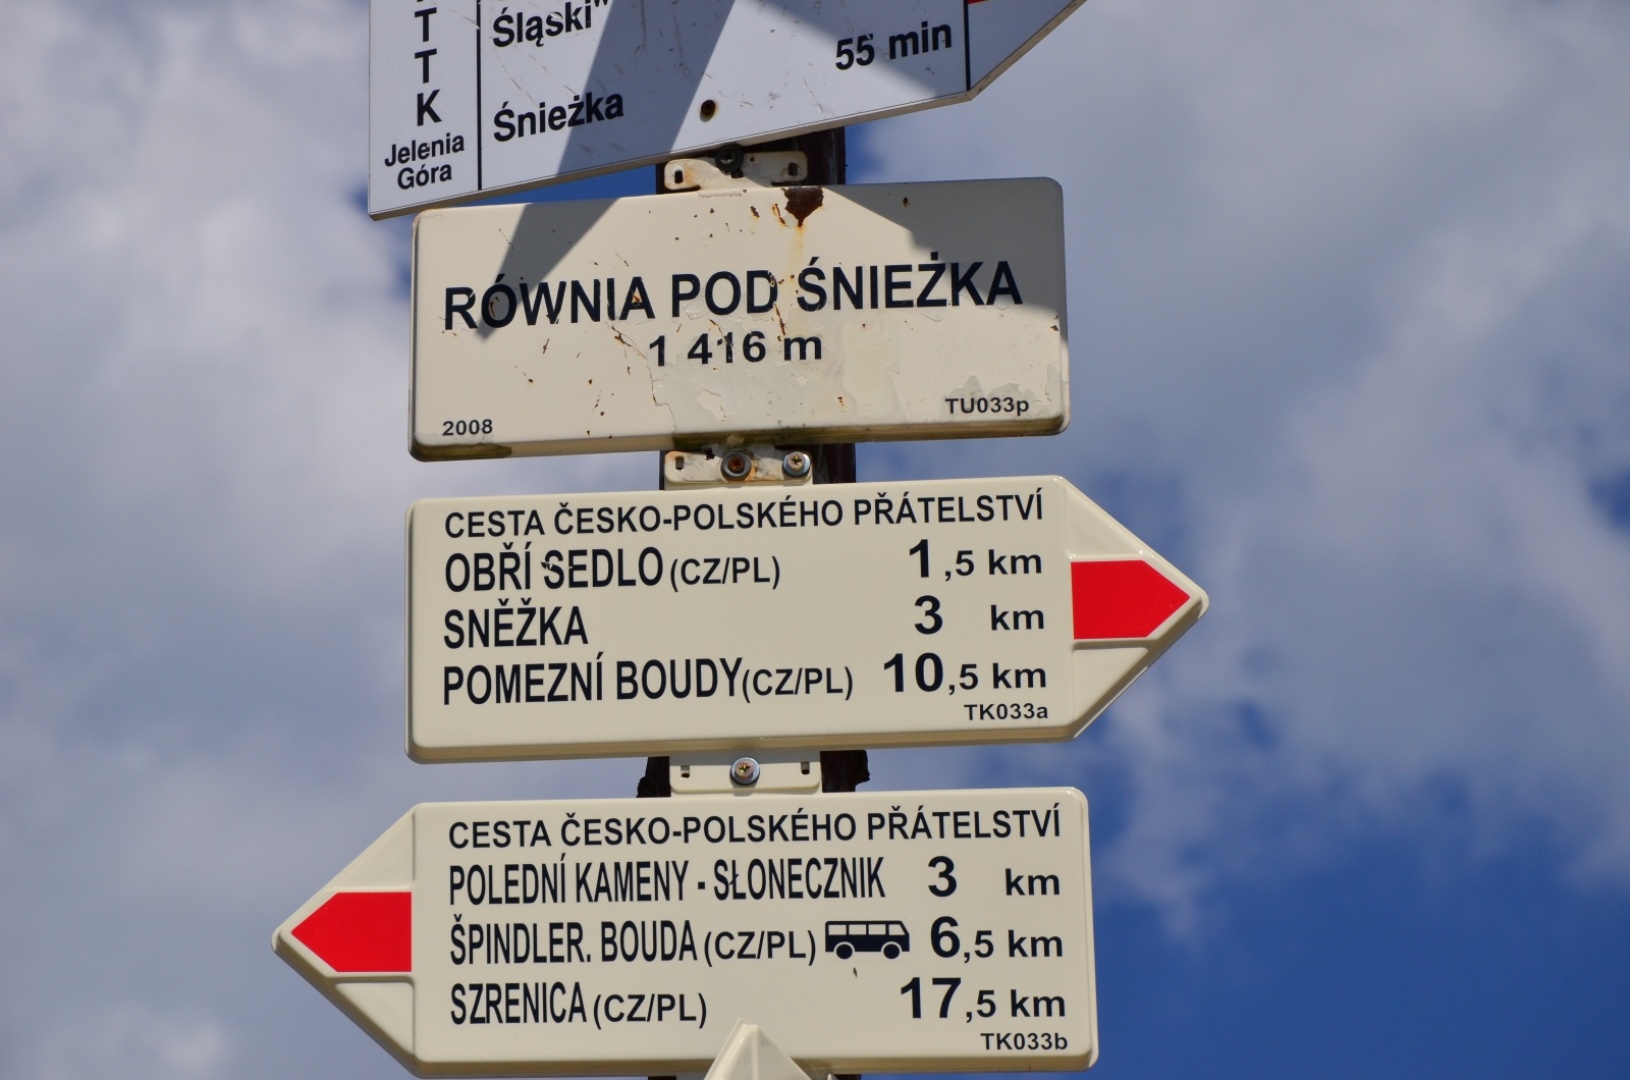 T
T
K
Jelenia
Góra
Śląski"
55 min
Śnieżka
RÓWNIA POD ŚNIEŻKA
1 416 m
2008
TU033p
CESTA ČESKO-POLSKÉHO PŘÁTELSTVÍ
OBŘÍ SEDLO (CZ/PL) 1,5 km
SNĚŽKA 3 km
POMEZNÍ BOUDY (CZ/PL) 10,5 km
TK033a
CESTA ČESKO-POLSKÉHO PŘÁTELSTVÍ
POLEDNÍ KAMENY - SŁONECZNIK 3 km
ŠPINDLER. BOUDA (CZ/PL) 6,5 km
SZRENICA (CZ/PL) 17,5 km
TK033b